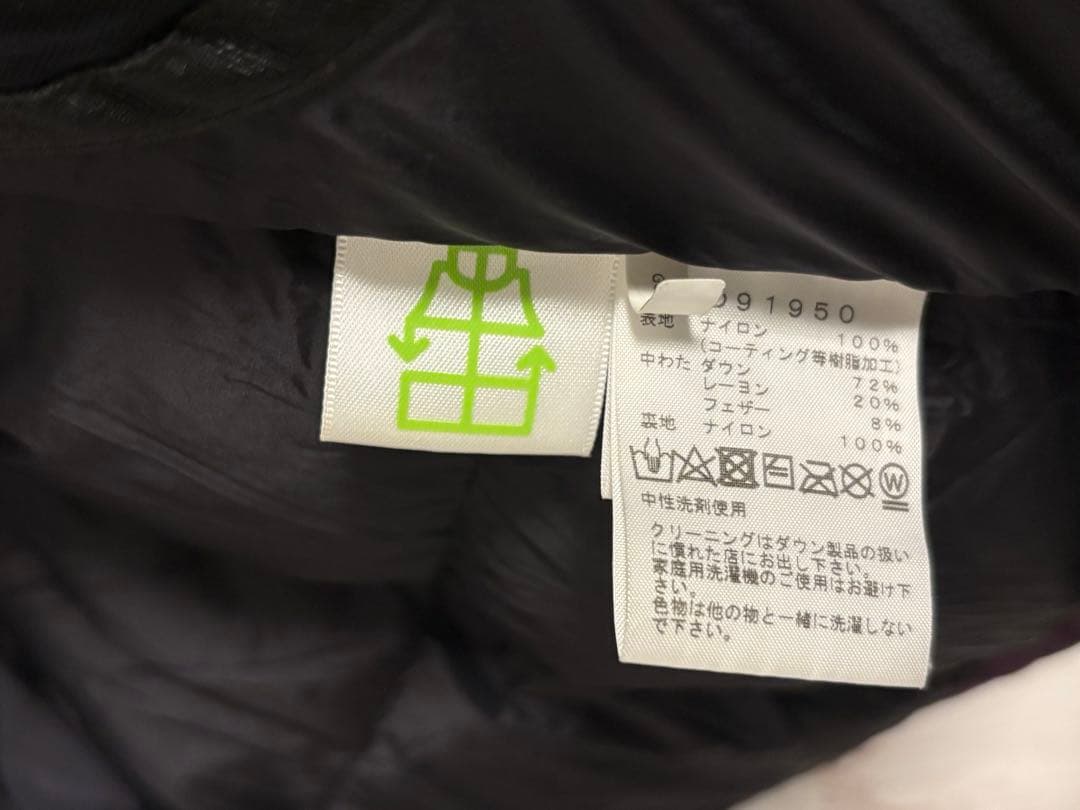 091950
表地 ナイロン 100%
(コーティング等樹脂加工)
中わた ダウン 72%
レーヨン 20%
フェザー 8%
裏地 ナイロン 100%
W
中性洗剤使用
クリーニングはダウン製品の扱い
に慣れた店にお出し下さい。
家庭用洗濯機のご使用はお避け下
さい。
色物は他の物と一緒に洗濯しない
で下さい。